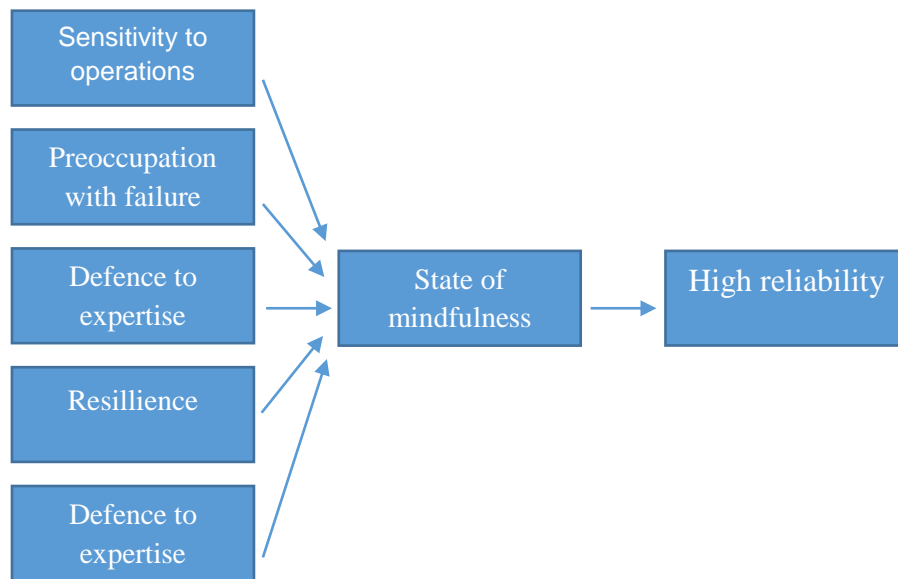 Sensitivity to
operations
Preoccupation
with failure
Defence to
expertise
Resillience
Defence to
expertise
State of
mindfulness
High reliability